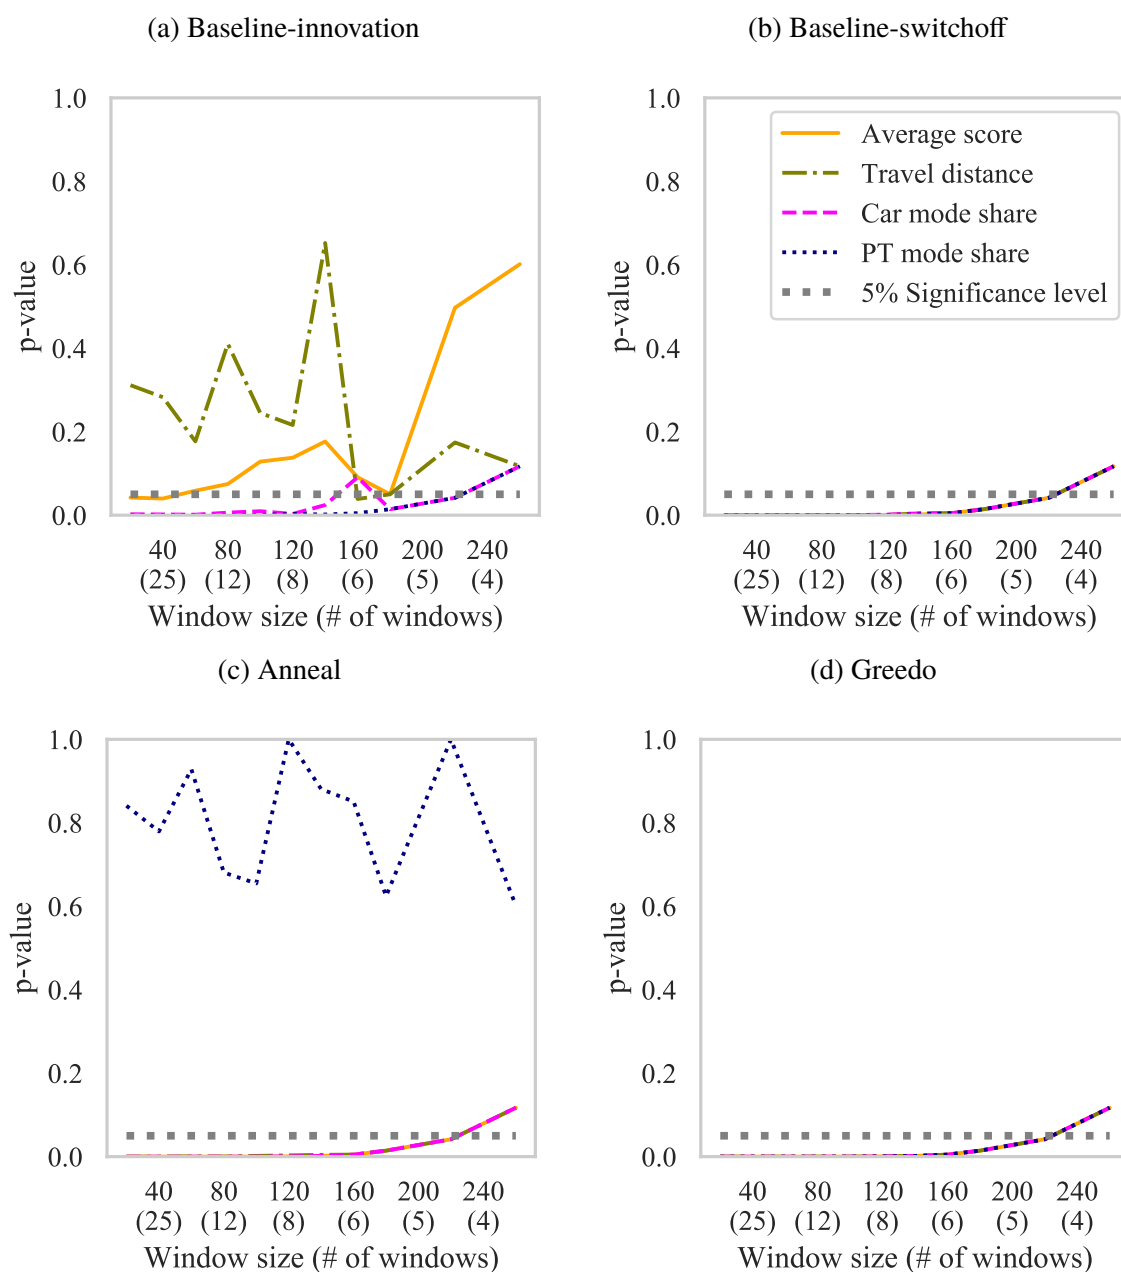 (a) Baseline-innovation
1.0
0.8
0.6
0.4
0.2
0.0
p-value
40 80 120 160 200 240
(25) (12) (8) (6) (5) (4)
Window size (# of windows)
(b) Baseline-switchoff
1.0
0.8
0.6
0.4
0.2
0.0
p-value
Average score
Travel distance
Car mode share
PT mode share
5% Significance level
40 80 120 160 200 240
(25) (12) (8) (6) (5) (4)
Window size (# of windows)
(c) Anneal
1.0
0.8
0.6
0.4
0.2
0.0
p-value
40 80 120 160 200 240
(25) (12) (8) (6) (5) (4)
Window size (# of windows)
(d) Greedo
1.0
0.8
0.6
0.4
0.2
0.0
p-value
40 80 120 160 200 240
(25) (12) (8) (6) (5) (4)
Window size (# of windows)